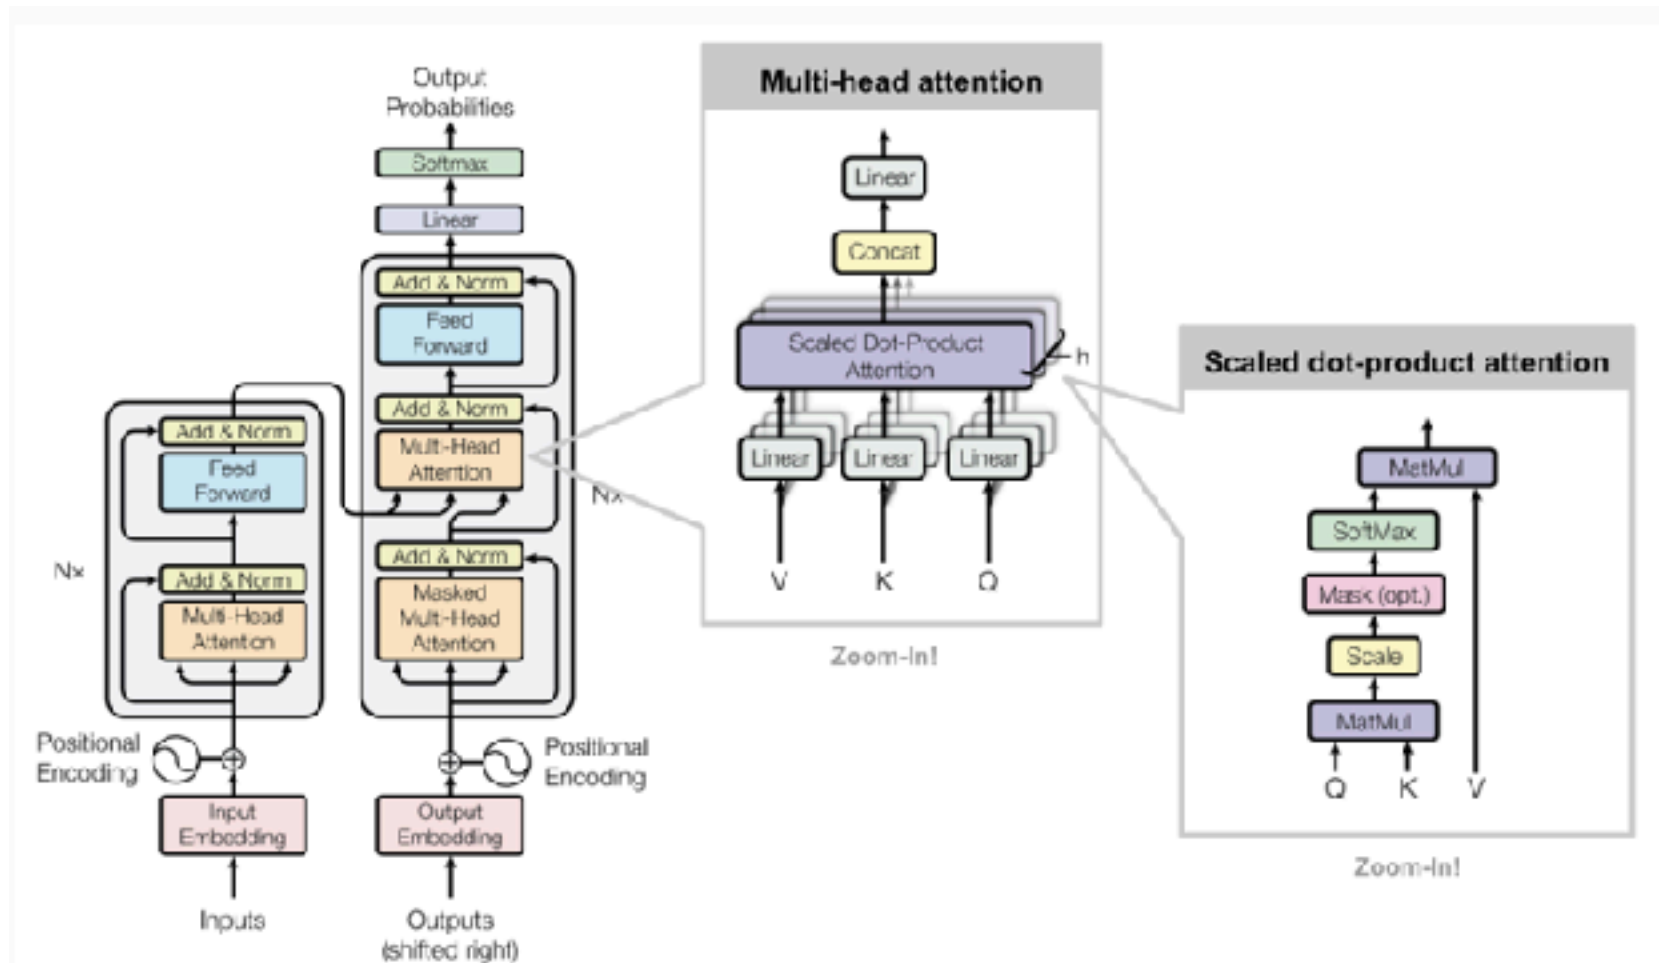 Output
Probabilities
Softmax
Linear
Add & Norm
Feed
Forward
Add & Norm
Multi-Head
Attention
Nx
Add & Norm
Masked
Multi-Head
Attention
Positional
Encoding
Output
Embedding
Outputs
(shifted right)
Add & Norm
Feed
Forward
Nx
Add & Norm
Multi-Head
Attention
Positional
Encoding
Input
Embedding
Inputs
Multi-head attention
Linear
Concat
Scaled Dot-Product
Attention
h
Linear Linear Linear
V K Q
Zoom-In!
Scaled dot-product attention
MatMul
SoftMax
Mask (opt.)
Scale
MatMul
Q K V
Zoom-In!